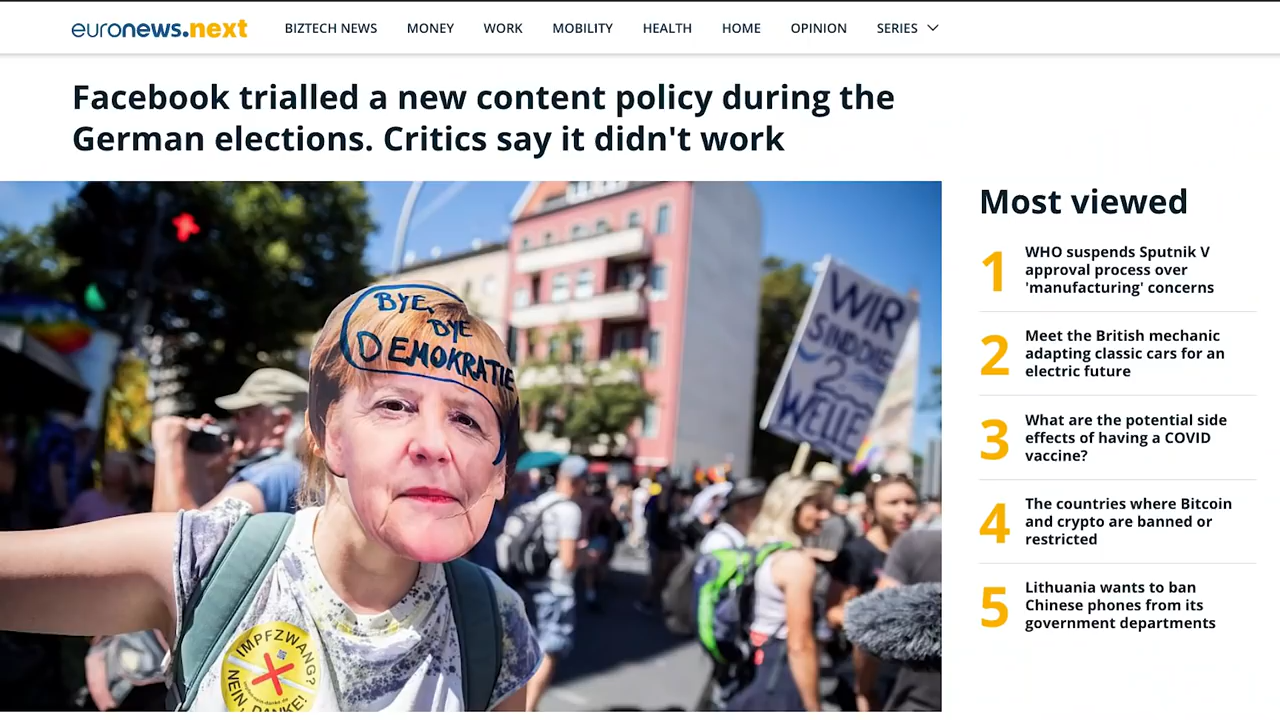 euronews.next
BIZTECH NEWS
MONEY
WORK
MOBILITY
HEALTH
HOME
OPINION
SERIES
Facebook trialled a new content policy during the
German elections. Critics say it didn't work
BYE,
BYE
DEMOKRATIE
WIR
SIND DIE
2
WELLE
IMPFZWANG?
NEIN, DANKE!
Most viewed
1
WHO suspends Sputnik V
approval process over
'manufacturing' concerns
2
Meet the British mechanic
adapting classic cars for an
electric future
3
What are the potential side
effects of having a COVID
vaccine?
4
The countries where Bitcoin
and crypto are banned or
restricted
5
Lithuania wants to ban
Chinese phones from its
government departments